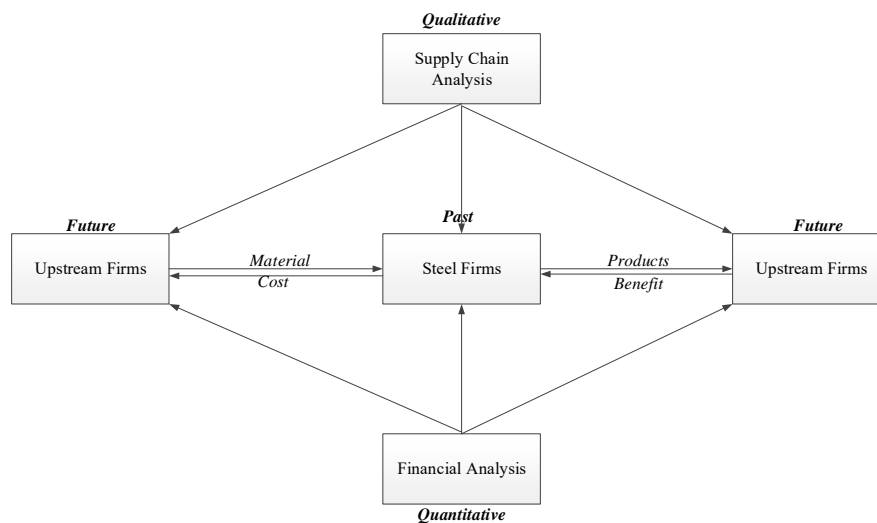 Qualitative
Supply Chain
Analysis
Future
Past
Future
Upstream Firms
Material
Cost
Steel Firms
Products
Benefit
Upstream Firms
Financial Analysis
Quantitative